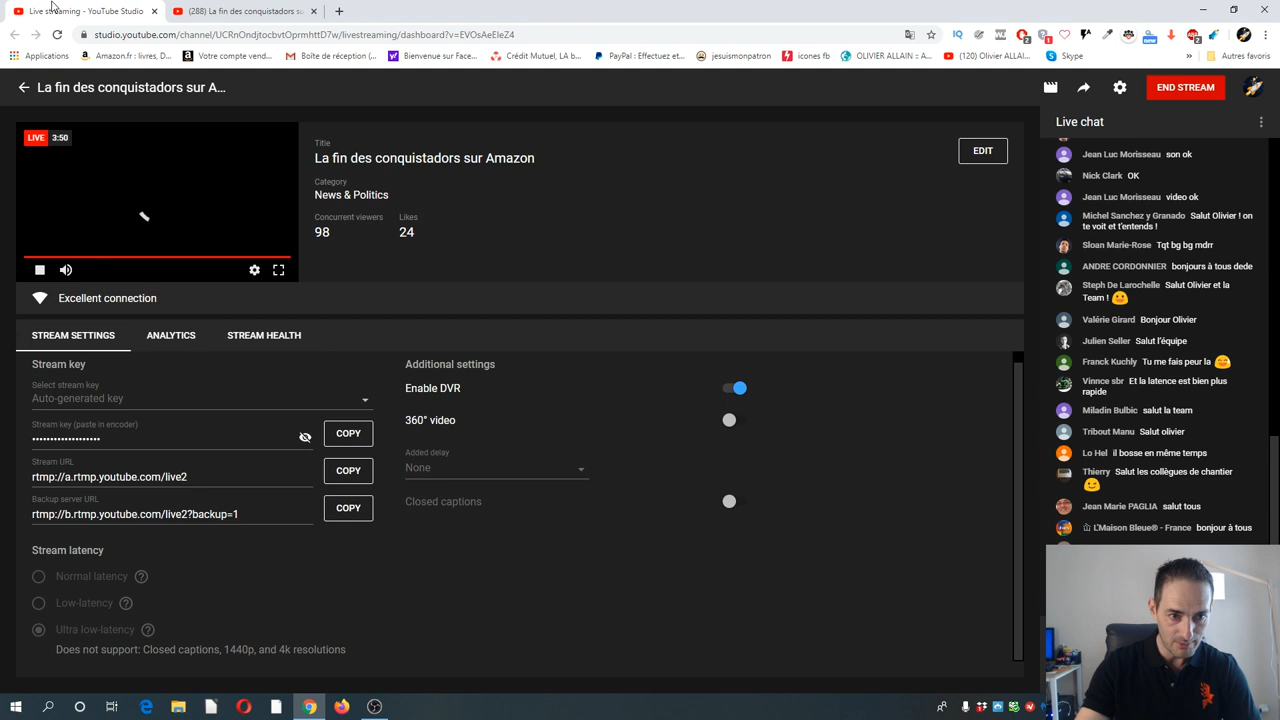 Live streaming - YouTube Studio
(288) La fin des conquistadors su
studio.youtube.com/channel/UCRnOndjtocbvtOprmhttD7w/livestreaming/dashboard?v=EVOsAeEleZ4
Applications
Amazon.fr : livres, D...
Votre compte vend...
Boîte de réception (...
Bienvenue sur Face...
Crédit Mutuel, la b...
PayPal : Effectuez et...
jesuismonpatron
icones fb
OLIVIER ALLAIN = A...
(120) Olivier ALLAI...
Skype
»
Autres favoris
La fin des conquistadors sur A...
END STREAM
LIVE 3:50
Title
La fin des conquistadors sur Amazon
EDIT
Category
News & Politics
Concurrent viewers Likes
98 24
Excellent connection
STREAM SETTINGS ANALYTICS STREAM HEALTH
Stream key
Select stream key
Auto-generated key
Stream key (paste in encoder)
•••••••••••••••••••
COPY
Stream URL
rtmp://a.rtmp.youtube.com/live2
COPY
Backup server URL
rtmp://b.rtmp.youtube.com/live2?backup=1
COPY
Stream latency
Normal latency
Low-latency
Ultra low-latency
Does not support: Closed captions, 1440p, and 4k resolutions
Additional settings
Enable DVR
360° video
Added delay
None
Closed captions
Live chat
Jean Luc Morisseau son ok
Nick Clark OK
Jean Luc Morisseau video ok
Michel Sanchez y Granado Salut Olivier ! on
te voit et t'entends !
Sloan Marie-Rose Tqt bg bg mdrr
ANDRE CORDONNIER bonjours à tous dede
Steph De Larochelle Salut Olivier et la
Team !
Valérie Girard Bonjour Olivier
Julien Seller Salut l'équipe
Franck Kuchly Tu me fais peur la
Vinnce sbr Et la latence est bien plus
rapide
Miladin Bulbic salut la team
Tribout Manu Salut olivier
Lo Hel il bosse en même temps
Thierry Salut les collègues de chantier
Jean Marie PAGLIA salut tous
L'Maison Bleue® - France bonjour à tous